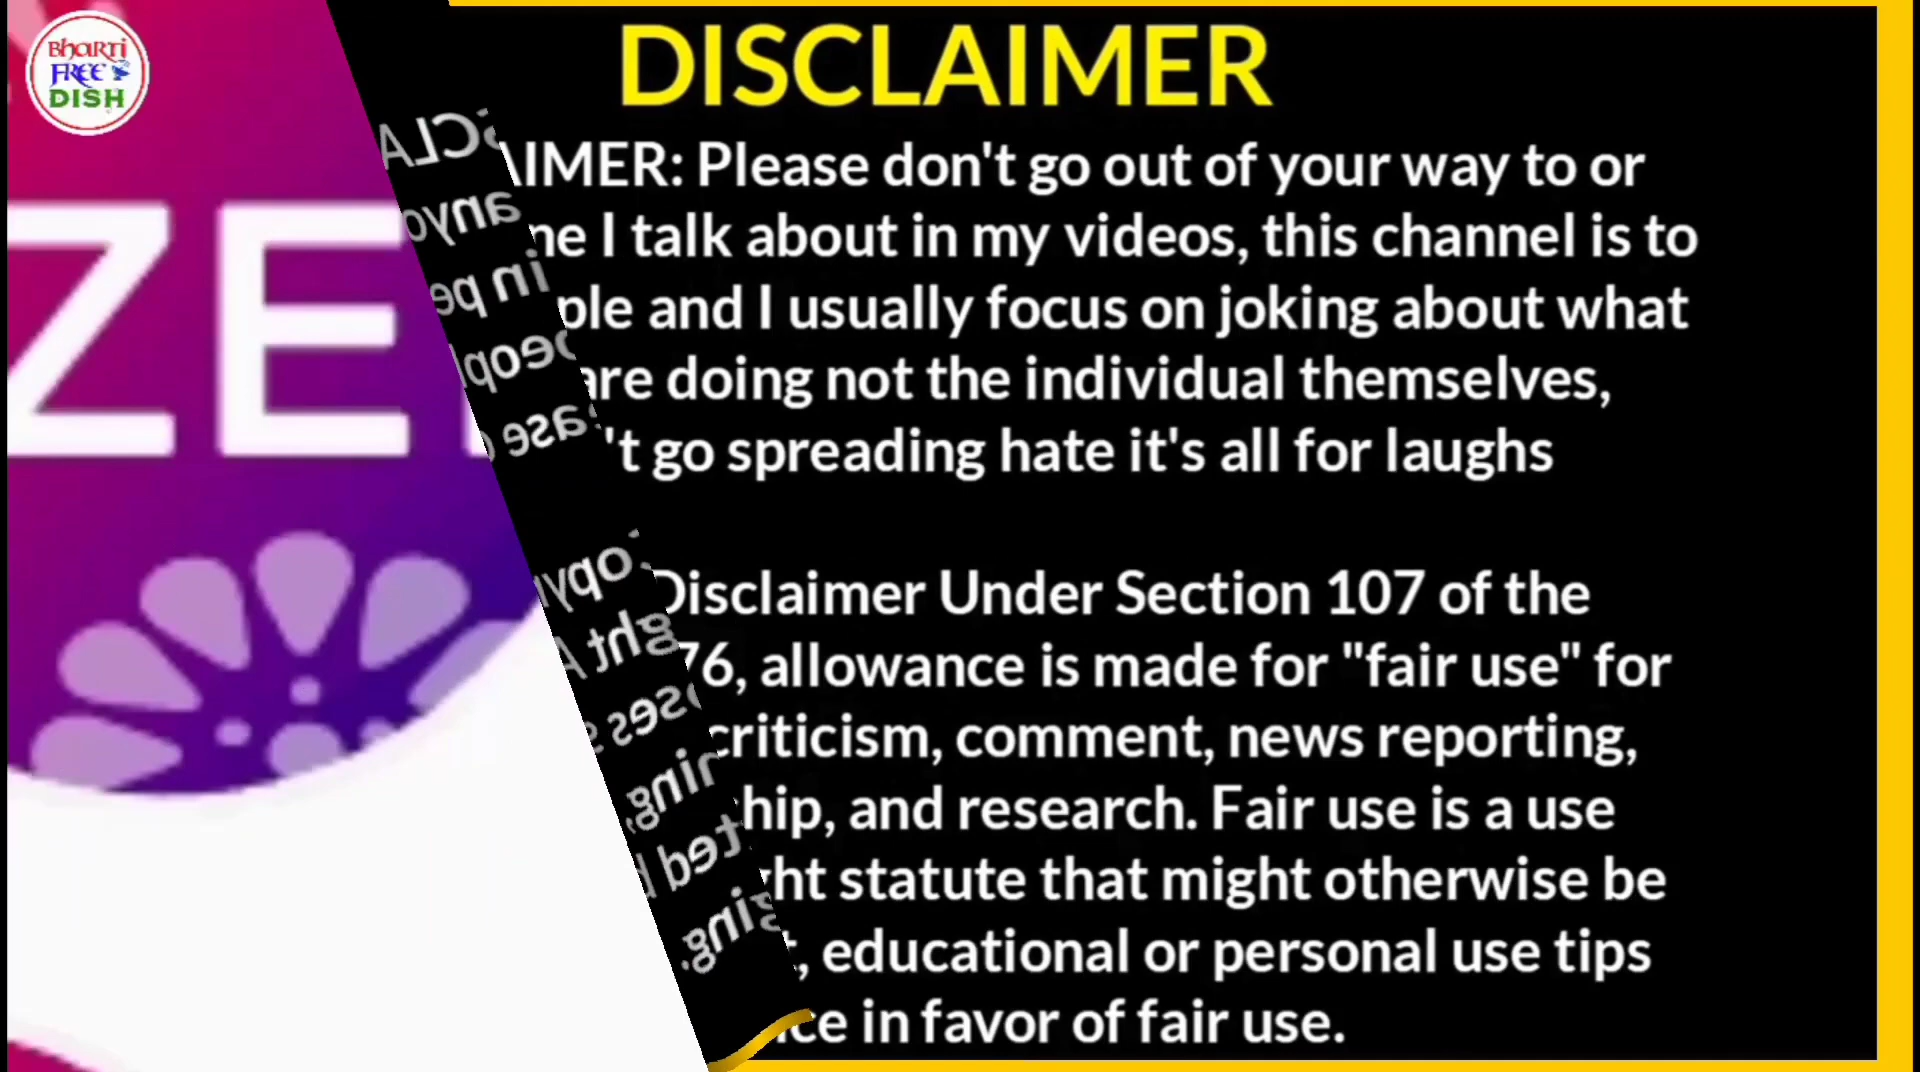 Bharti
FREE
DISH
ZE
DISCLAIMER
AIMER: Please don't go out of your way to or
ne I talk about in my videos, this channel is to
ple and I usually focus on joking about what
are doing not the individual themselves,
't go spreading hate it's all for laughs
Disclaimer Under Section 107 of the
76, allowance is made for "fair use" for
criticism, comment, news reporting,
hip, and research. Fair use is a use
ht statute that might otherwise be
, educational or personal use tips
ce in favor of fair use.